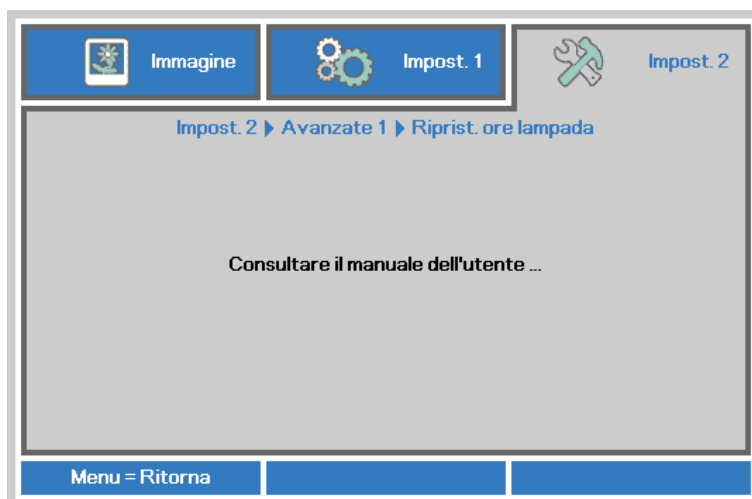 Immagine
Impost. 1
Impost. 2
Impost. 2 ▶ Avanzate 1 ▶ Riprist. ore lampada
Consultare il manuale dell'utente ...
Menu = Ritorna